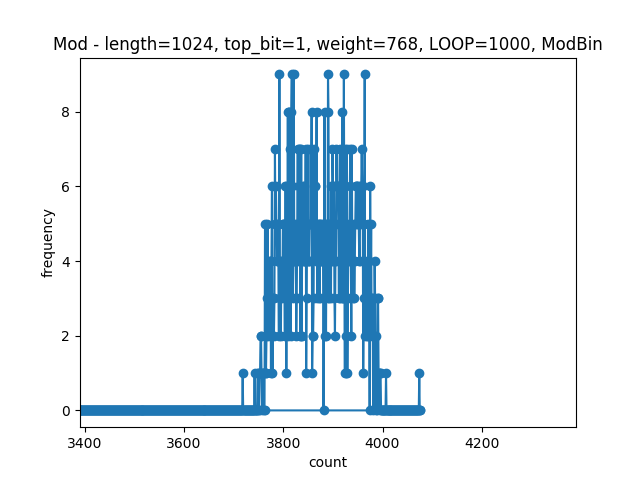 Mod - length=1024, top_bit=1, weight=768, LOOP=1000, ModBin
8
6
4
2
0
frequency
3400 3600 3800 4000 4200
count